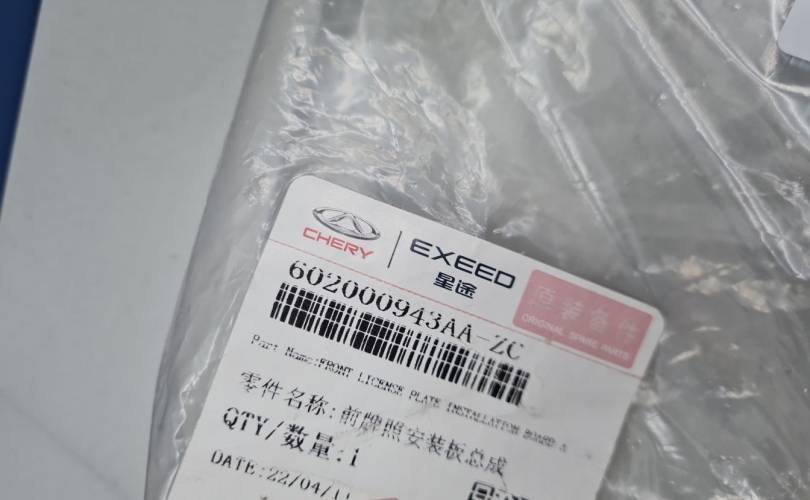 CHERY
EXEED
星途
原装备件
ORIGINAL SPARE PARTS
602000943AA-ZC
Part Name:FRONT LICENSE PLATE INSTALLATION BOARD A
零件名称:前牌照安装板总成
QTY/数量:1
DATE:22/04/1